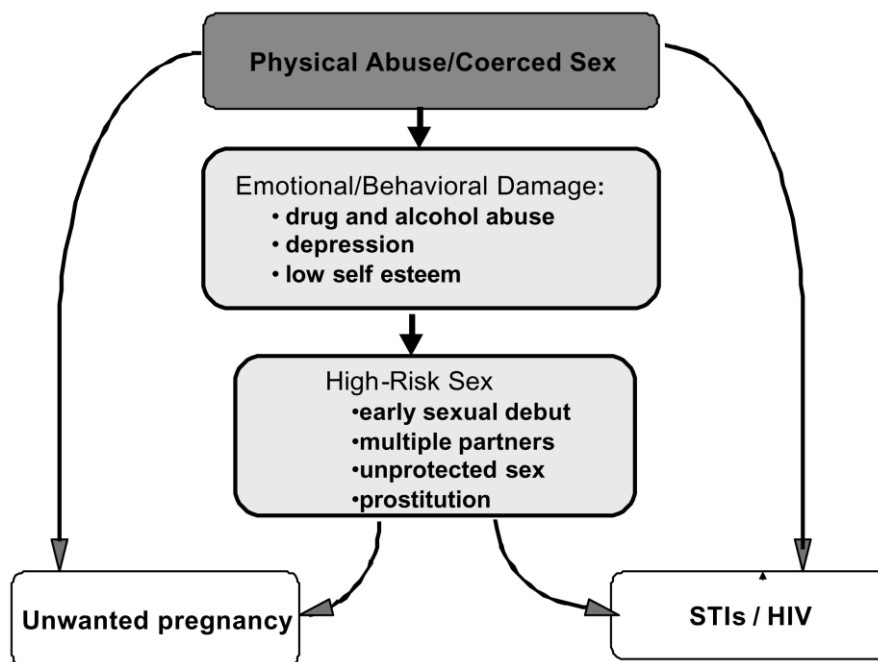 Physical Abuse/Coerced Sex
Emotional/Behavioral Damage:
• drug and alcohol abuse
• depression
• low self esteem
High-Risk Sex
•early sexual debut
•multiple partners
•unprotected sex
•prostitution
Unwanted pregnancy
STIs / HIV